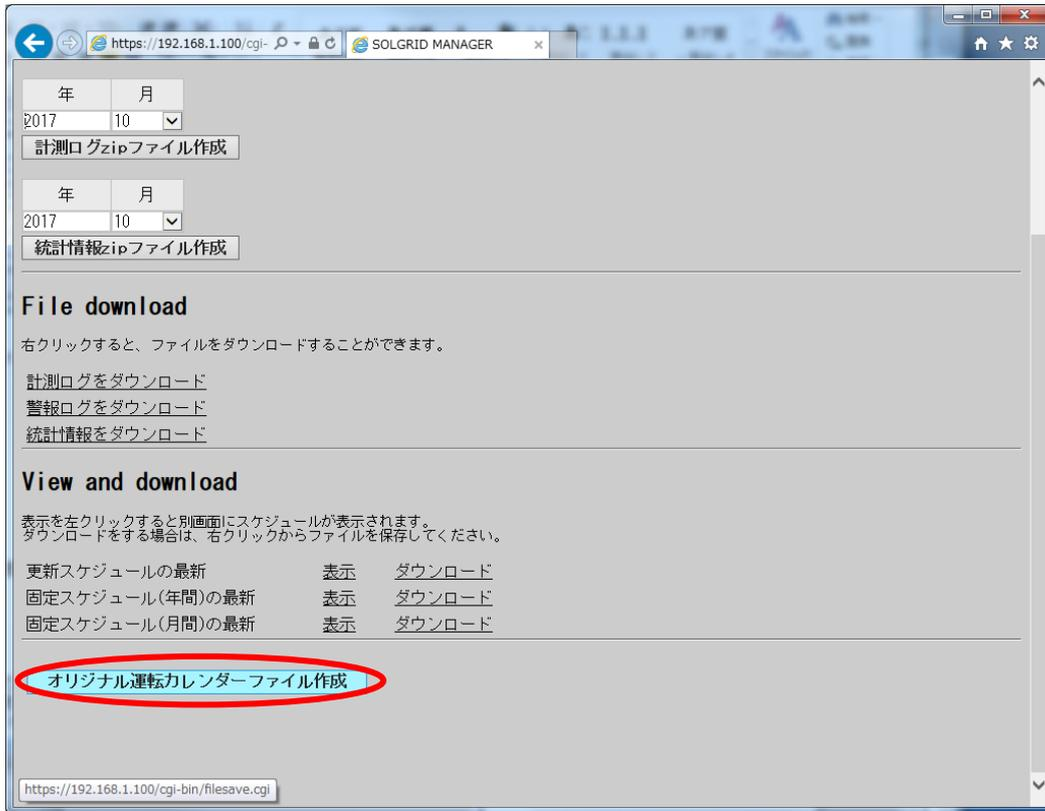 https://192.168.1.100/cgi-
SOLGRID MANAGER
年 月
2017 10
計測ログzipファイル作成
年 月
2017 10
統計情報zipファイル作成
File download
右クリックすると、ファイルをダウンロードすることができます。
計測ログをダウンロード
警報ログをダウンロード
統計情報をダウンロード
View and download
表示を左クリックすると別画面にスケジュールが表示されます。
ダウンロードをする場合は、右クリックからファイルを保存してください。
更新スケジュールの最新 表示 ダウンロード
固定スケジュール(年間)の最新 表示 ダウンロード
固定スケジュール(月間)の最新 表示 ダウンロード
オリジナル運転カレンダーファイル作成
https://192.168.1.100/cgi-bin/filesave.cgi